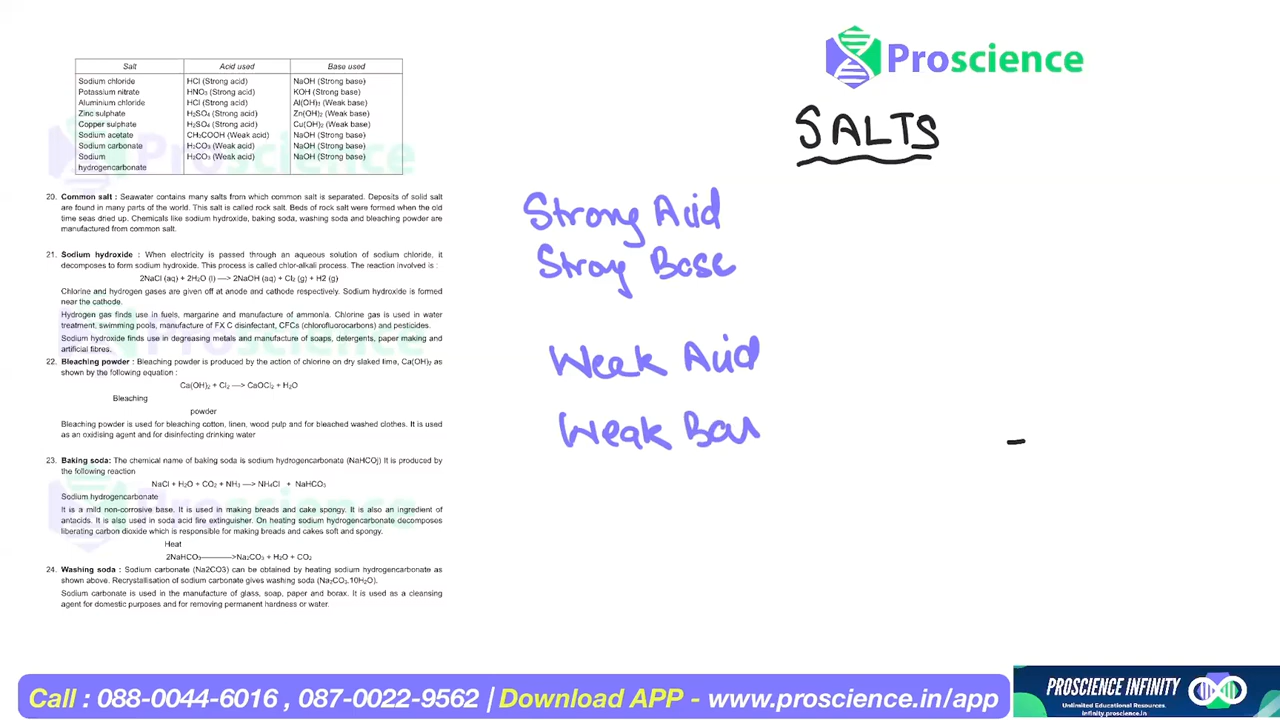 Salt Acid used Base used
Sodium chloride HCl (Strong acid) NaOH (Strong base)
Potassium nitrate HNO₃ (Strong acid) KOH (Strong base)
Aluminium chloride HCl (Strong acid) Al(OH)₃ (Weak base)
Zinc sulphate H₂SO₄ (Strong acid) Zn(OH)₂ (Weak base)
Copper sulphate H₂SO₄ (Strong acid) Cu(OH)₂ (Weak base)
Sodium acetate CH₃COOH (Weak acid) NaOH (Strong base)
Sodium carbonate H₂CO₃ (Weak acid) NaOH (Strong base)
Sodium H₂CO₃ (Weak acid) NaOH (Strong base)
hydrogencarbonate
20. Common salt : Seawater contains many salts from which common salt is separated. Deposits of solid salt
are found in many parts of the world. This salt is called rock salt. Beds of rock salt were formed when the old
time seas dried up. Chemicals like sodium hydroxide, baking soda, washing soda and bleaching powder are
manufactured from common salt.
21. Sodium hydroxide : When electricity is passed through an aqueous solution of sodium chloride, it
decomposes to form sodium hydroxide. This process is called chlor-alkali process. The reaction involved is :
2NaCl (aq) + 2H₂O (l) —> 2NaOH (aq) + Cl₂ (g) + H2 (g)
Chlorine and hydrogen gases are given off at anode and cathode respectively. Sodium hydroxide is formed
near the cathode.
Hydrogen gas finds use in fuels, margarine and manufacture of ammonia. Chlorine gas is used in water
treatment, swimming pools, manufacture of FX C disinfectant, CFCs (chlorofluorocarbons) and pesticides.
Sodium hydroxide finds use in degreasing metals and manufacture of soaps, detergents, paper making and
artificial fibres.
22. Bleaching powder : Bleaching powder is produced by the action of chlorine on dry slaked lime, Ca(OH)₂ as
shown by the following equation :
Ca(OH)₂ + Cl₂ —> CaOCl₂ + H₂O
Bleaching
powder
Bleaching powder is used for bleaching cotton, linen, wood pulp and for bleached washed clothes. It is used
as an oxidising agent and for disinfecting drinking water
23. Baking soda: The chemical name of baking soda is sodium hydrogencarbonate (NaHCO₃) It is produced by
the following reaction
NaCl + H₂O + CO₂ + NH₃ —> NH₄Cl + NaHCO₃
Sodium hydrogencarbonate
It is a mild non-corrosive base. It is used in making breads and cake spongy. It is also an ingredient of
antacids. It is also used in soda acid fire extinguisher. On heating sodium hydrogencarbonate decomposes
liberating carbon dioxide which is responsible for making breads and cakes soft and spongy.
Heat
2NaHCO₃ ———>Na₂CO₃ + H₂O + CO₂
24. Washing soda : Sodium carbonate (Na2CO3) can be obtained by heating sodium hydrogencarbonate as
shown above. Recrystallisation of sodium carbonate gives washing soda (Na₂CO₃.10H₂O).
Sodium carbonate is used in the manufacture of glass, soap, paper and borax. It is used as a cleansing
agent for domestic purposes and for removing permanent hardness or water.
Proscience
SALTS
Strong Acid
Strong Base
Weak Acid
Weak Base
Call : 088-0044-6016 , 087-0022-9562 | Download APP - www.proscience.in/app
PROSCIENCE INFINITY
Unlimited Educational Resources.
infinity.proscience.in